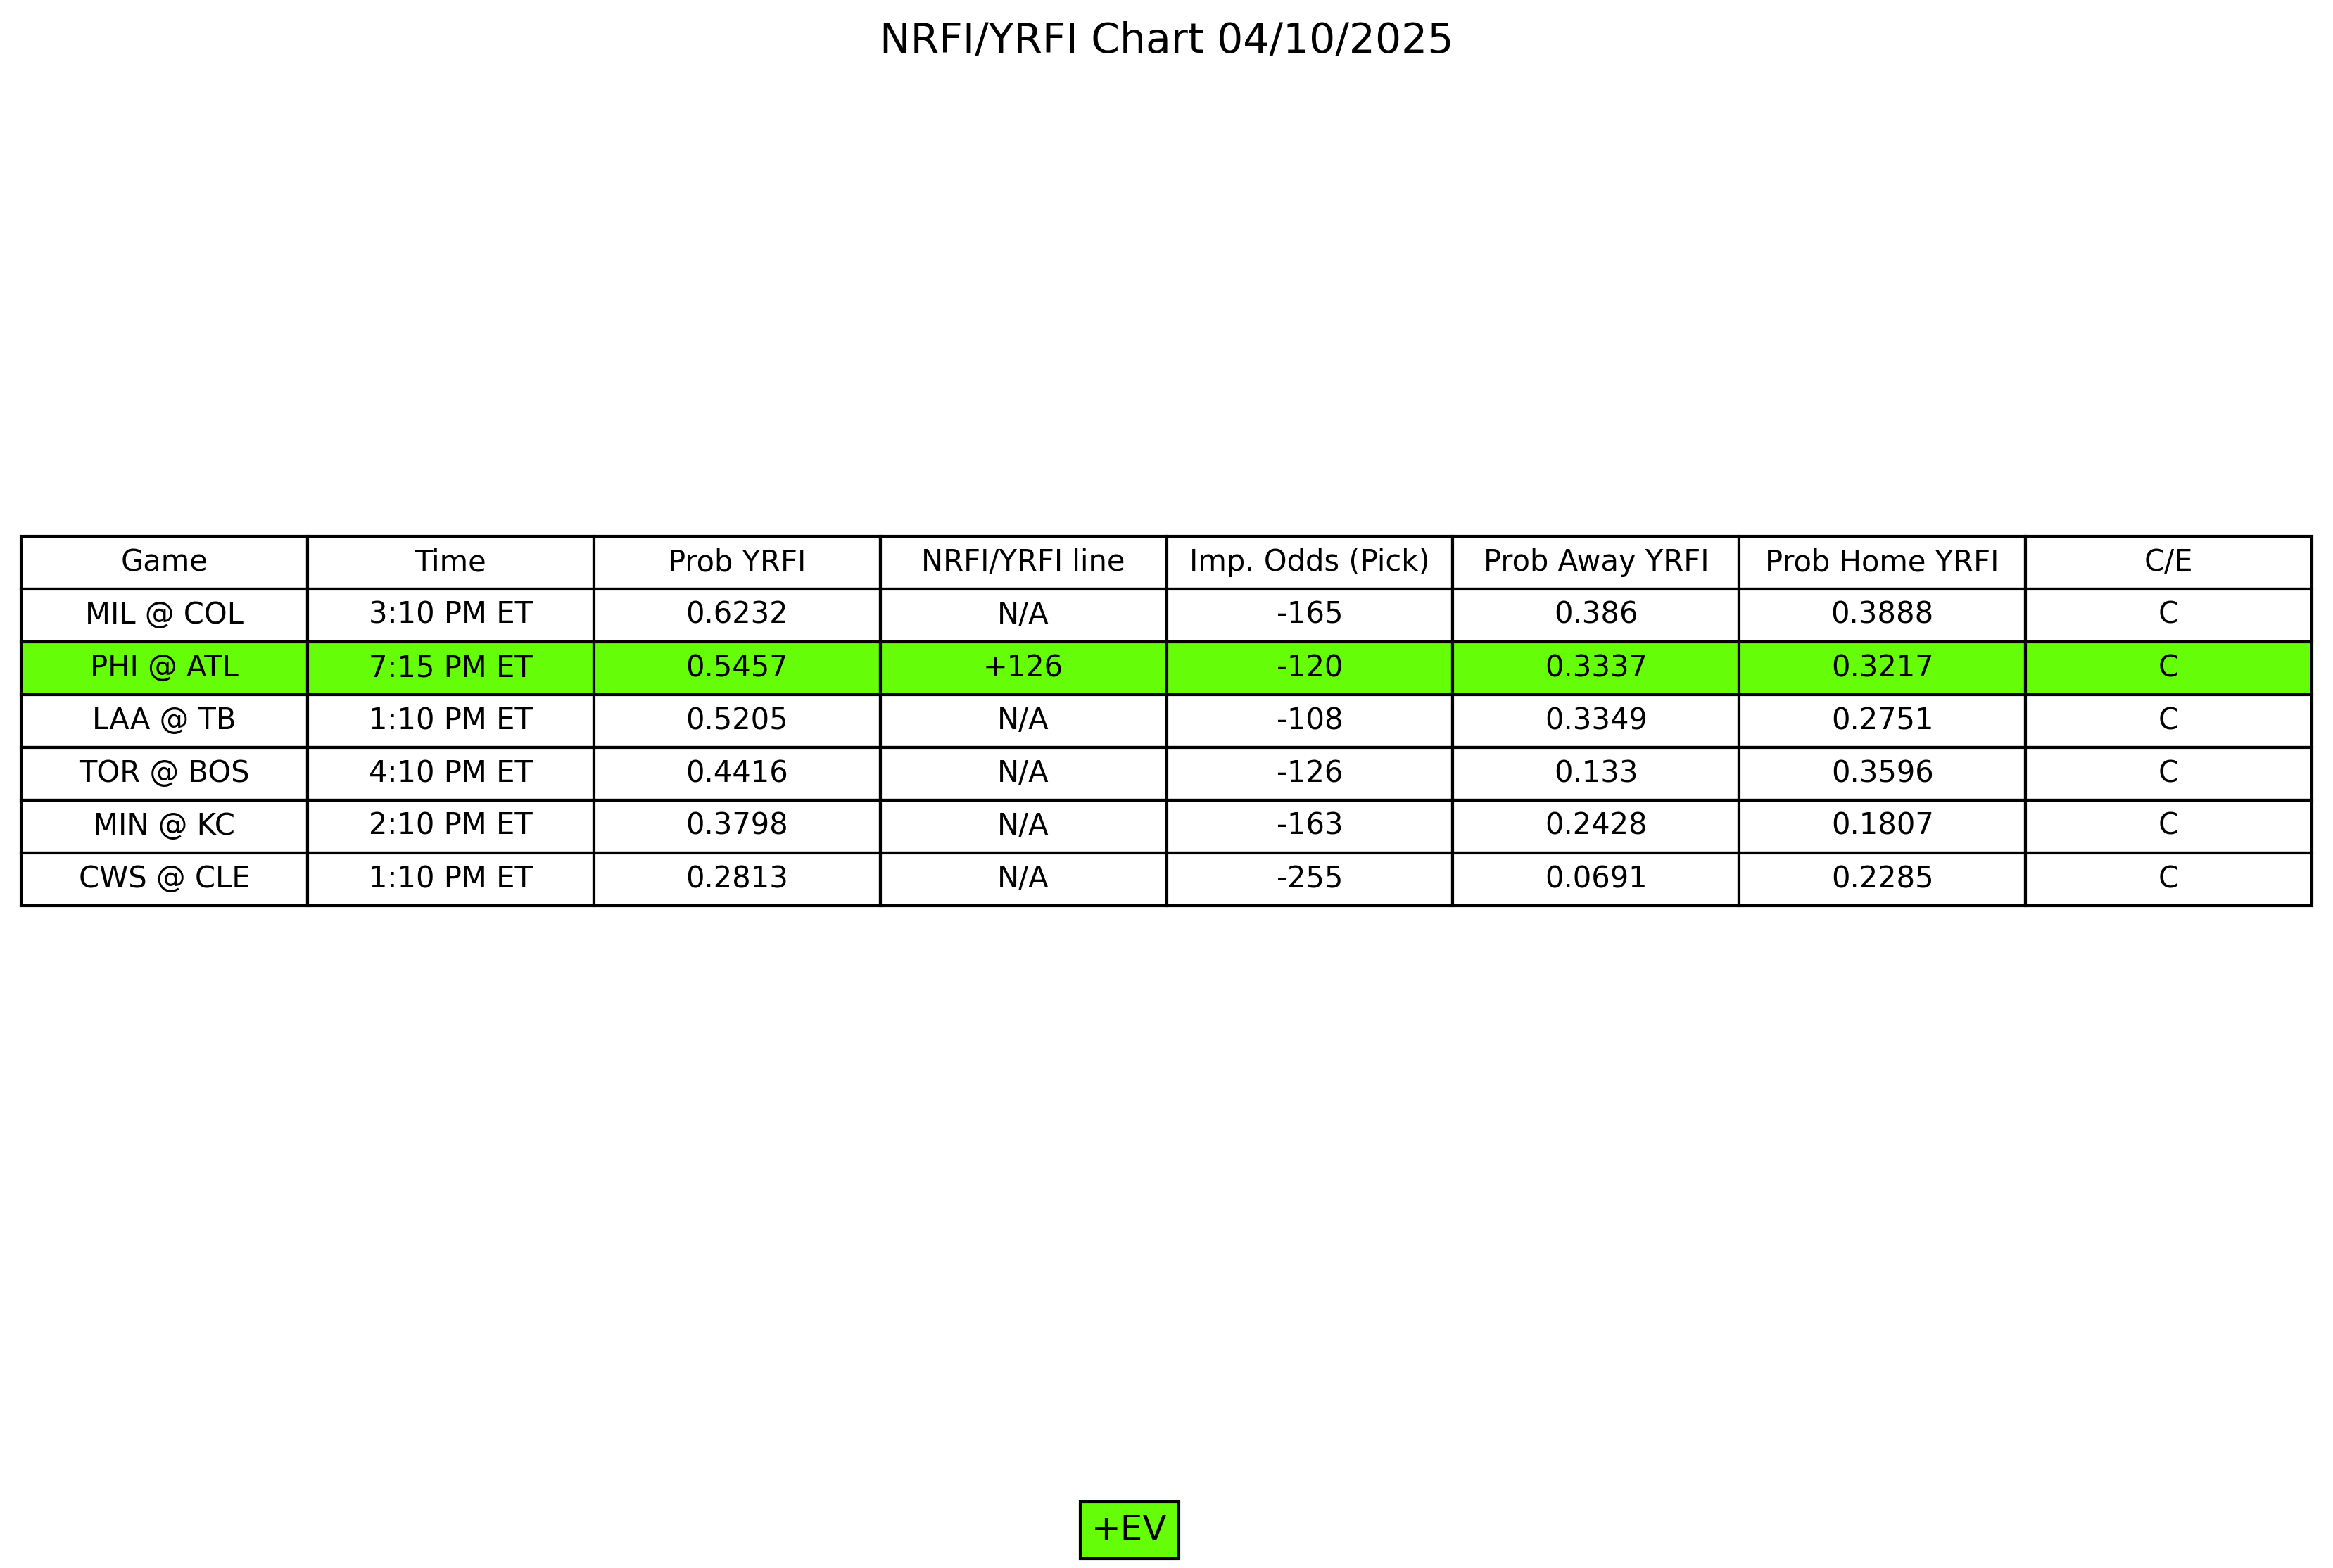 NRFI/YRFI Chart 04/10/2025
Game Time Prob YRFI NRFI/YRFI line Imp. Odds (Pick) Prob Away YRFI Prob Home YRFI C/E
MIL @ COL 3:10 PM ET 0.6232 N/A -165 0.386 0.3888 C
PHI @ ATL 7:15 PM ET 0.5457 +126 -120 0.3337 0.3217 C
LAA @ TB 1:10 PM ET 0.5205 N/A -108 0.3349 0.2751 C
TOR @ BOS 4:10 PM ET 0.4416 N/A -126 0.133 0.3596 C
MIN @ KC 2:10 PM ET 0.3798 N/A -163 0.2428 0.1807 C
CWS @ CLE 1:10 PM ET 0.2813 N/A -255 0.0691 0.2285 C
+EV